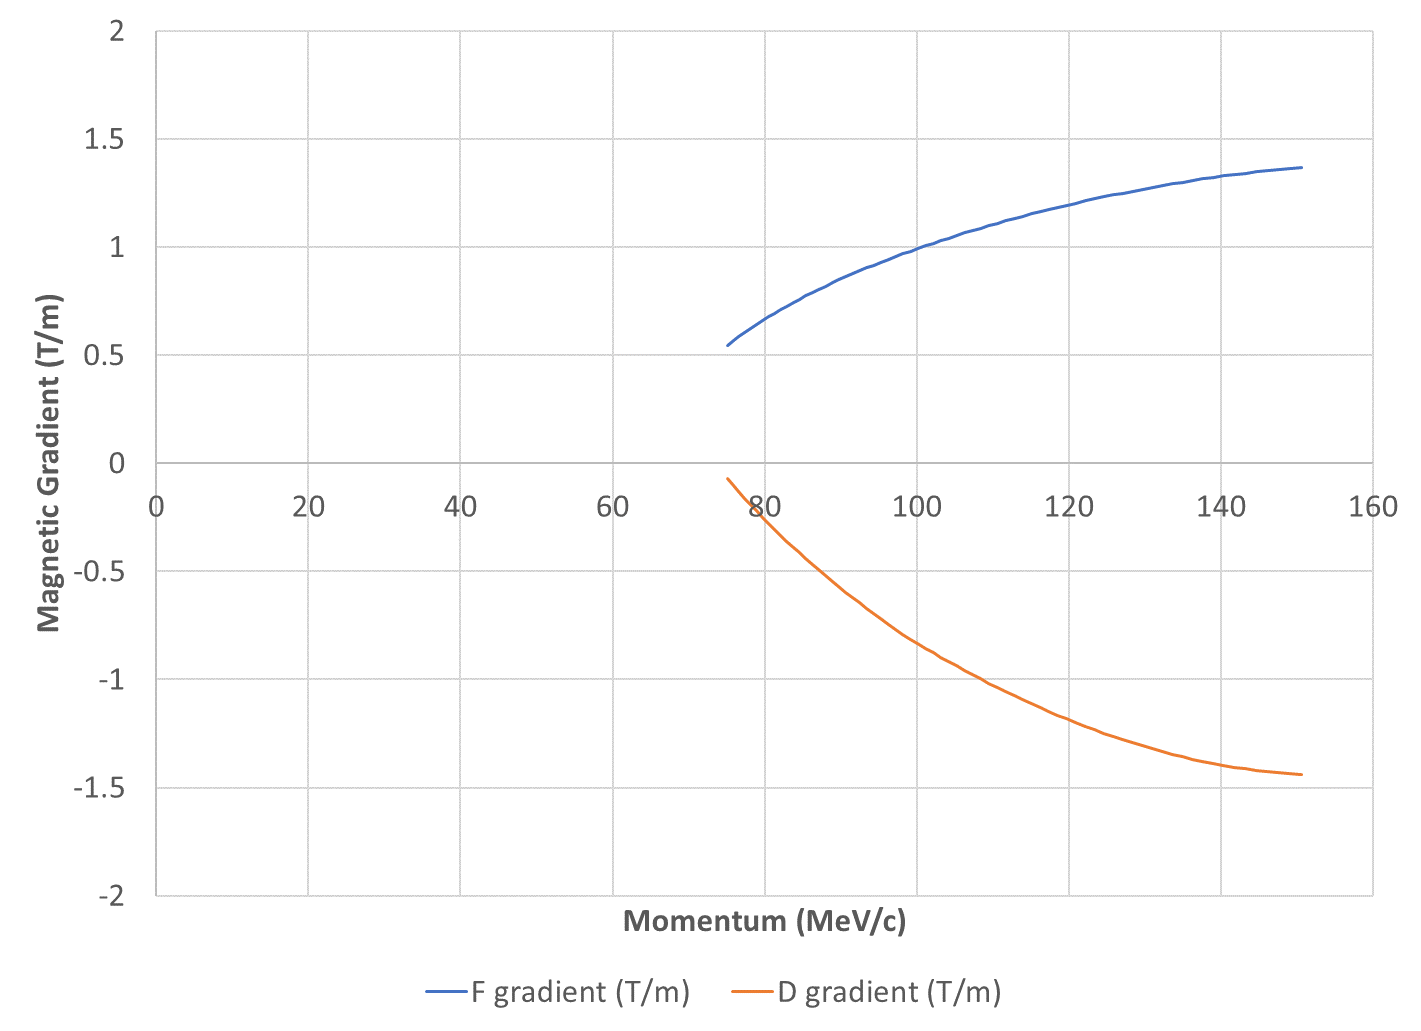 2
1.5
1
0.5
0
-0.5
-1
-1.5
-2
Magnetic Gradient (T/m)
0 20 40 60 80 100 120 140 160
Momentum (MeV/c)
F gradient (T/m) D gradient (T/m)